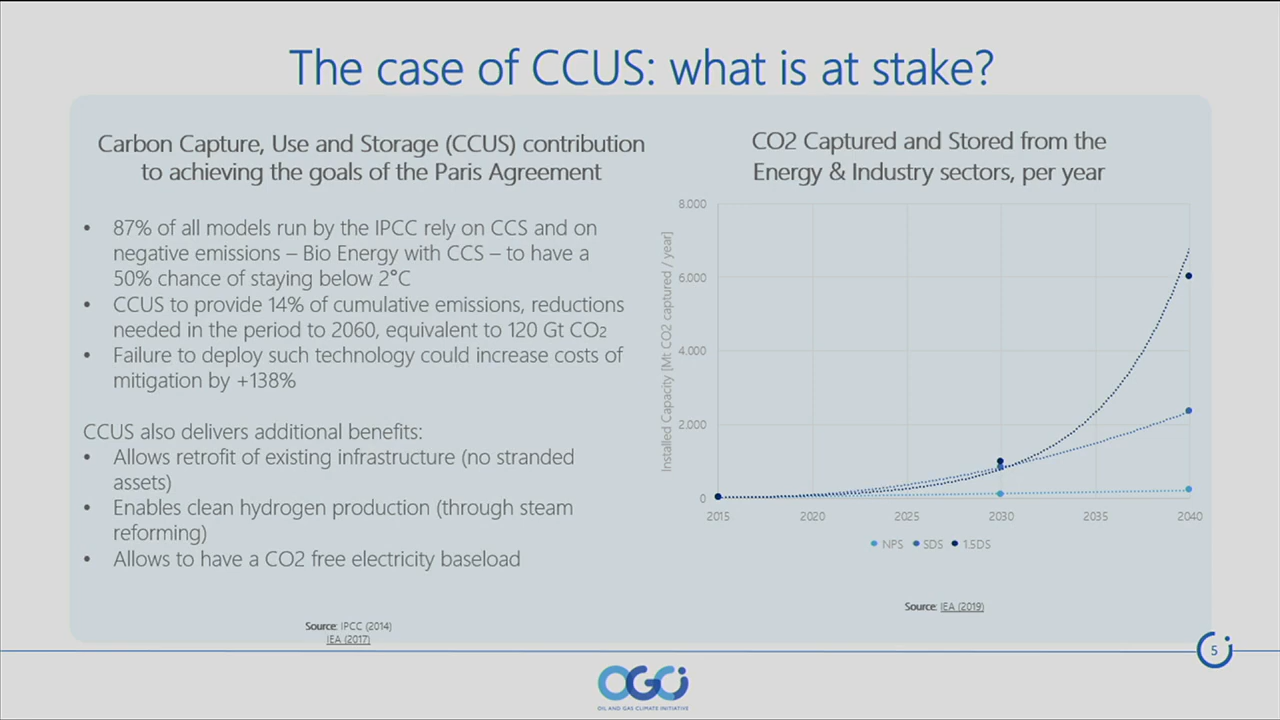 The case of CCUS: what is at stake?
Carbon Capture, Use and Storage (CCUS) contribution
to achieving the goals of the Paris Agreement
• 87% of all models run by the IPCC rely on CCS and on
negative emissions – Bio Energy with CCS – to have a
50% chance of staying below 2°C
• CCUS to provide 14% of cumulative emissions, reductions
needed in the period to 2060, equivalent to 120 Gt CO2
• Failure to deploy such technology could increase costs of
mitigation by +138%
CCUS also delivers additional benefits:
• Allows retrofit of existing infrastructure (no stranded
assets)
• Enables clean hydrogen production (through steam
reforming)
• Allows to have a CO2 free electricity baseload
Source: IPCC (2014)
IEA (2017)
CO2 Captured and Stored from the
Energy & Industry sectors, per year
Installed Capacity [Mt CO2 captured / year]
8.000
6.000
4.000
2.000
0
2015 2020 2025 2030 2035 2040
NPS SDS 1.5DS
Source: IEA (2019)
5
OGCI
OIL AND GAS CLIMATE INITIATIVE